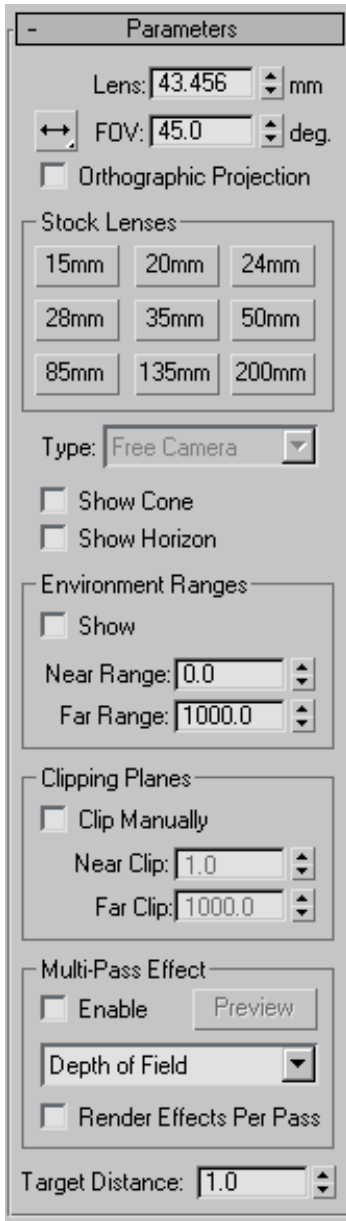 - Parameters
Lens: 43.456 mm
FOV: 45.0 deg.
Orthographic Projection
Stock Lenses
15mm 20mm 24mm
28mm 35mm 50mm
85mm 135mm 200mm
Type: Free Camera
Show Cone
Show Horizon
Environment Ranges
Show
Near Range: 0.0
Far Range: 1000.0
Clipping Planes
Clip Manually
Near Clip: 1.0
Far Clip: 1000.0
Multi-Pass Effect
Enable Preview
Depth of Field
Render Effects Per Pass
Target Distance: 1.0